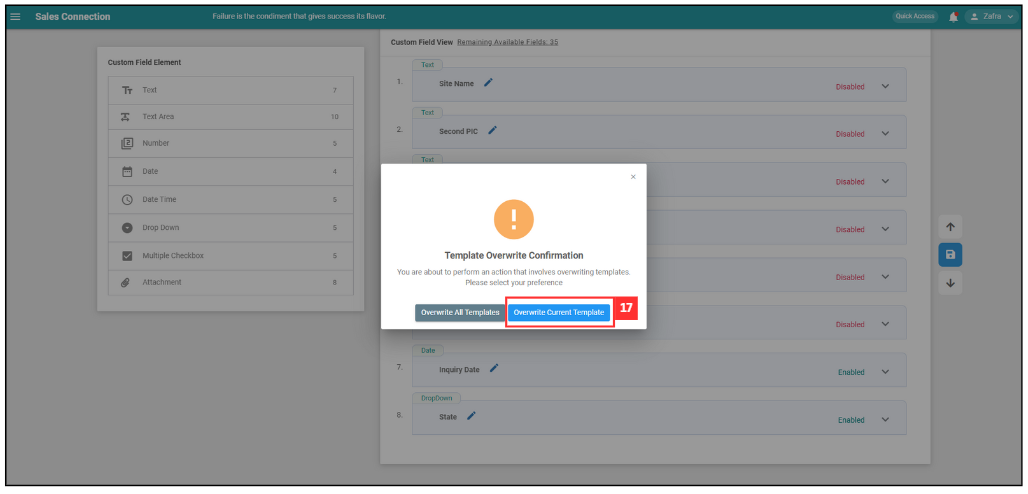 Sales Connection
Failure is the condiment that gives success its flavor.
Quick Access
Zafra
Custom Field Element
Text 7
Text Area 10
Number 5
Date 4
Date Time 5
Drop Down 5
Multiple Checkbox 5
Attachment 8
Custom Field View Remaining Available Fields: 35
Text
1. Site Name Disabled
Text
2. Second PIC Disabled
Text
Disabled
Disabled
Disabled
Disabled
Date
7. Inquiry Date Enabled
DropDown
8. State Enabled
Template Overwrite Confirmation
You are about to perform an action that involves overwriting templates.
Please select your preference
Overwrite All Templates Overwrite Current Template 17